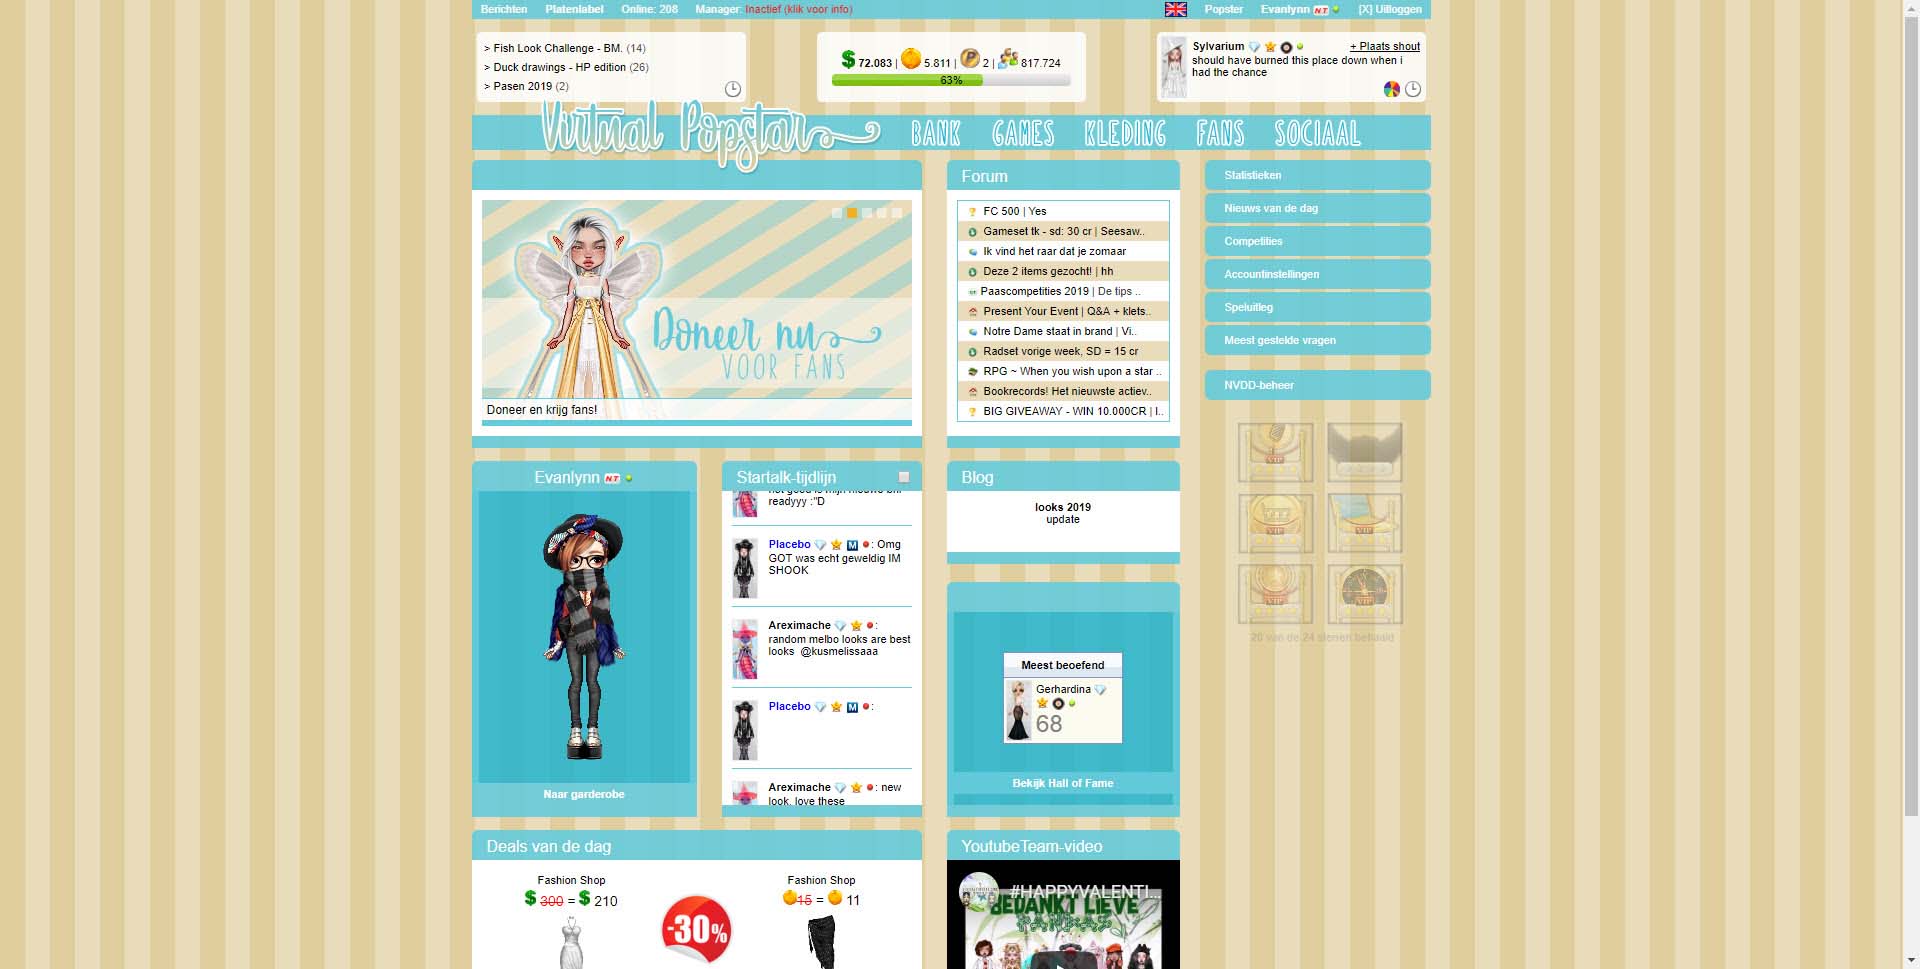 Berichten Platenlabel Online: 208 Manager: Inactief (klik voor info) Popster Evanlynn NT [X] Uitloggen
> Fish Look Challenge - BM. (14)
> Duck drawings - HP edition (26)
> Pasen 2019 (2)
$ 72.083 | 5.811 | P 2 | 817.724
63%
Sylvarium + Plaats shout
should have burned this place down when i
had the chance
Virtual Popstar
BANK GAMES KLEDING FANS SOCIAAL
Doneer nu
VOOR FANS
Doneer en krijg fans!
Forum
FC 500 | Yes
Gameset tk - sd: 30 cr | Seesaw..
Ik vind het raar dat je zomaar
Deze 2 items gezocht! | hh
Paascompetities 2019 | De tips ..
Present Your Event | Q&A + klets..
Notre Dame staat in brand | Vi..
Radset vorige week, SD = 15 cr
RPG ~ When you wish upon a star ..
Bookrecords! Het nieuwste actiev..
BIG GIVEAWAY - WIN 10.000CR | I..
Statistieken
Nieuws van de dag
Competities
Accountinstellingen
Speluitleg
Meest gestelde vragen
NVDD-beheer
VIP
VIP
VIP
VIP
20 van de 24 sterren behaald
Evanlynn NT
Naar garderobe
Startalk-tijdlijn
readyyy :"D
Placebo M : Omg
GOT was echt geweldig IM
SHOOK
Areximache :
random melbo looks are best
looks @kusmelissaaa
Placebo M :
Areximache : new
look. love these
Blog
looks 2019
update
Meest beoefend
Gerhardina
68
Bekijk Hall of Fame
Deals van de dag
Fashion Shop
$ 300 = $ 210
-30%
Fashion Shop
15 = 11
YoutubeTeam-video
#HAPPYVALENTI...
BEDANKT LIEVE